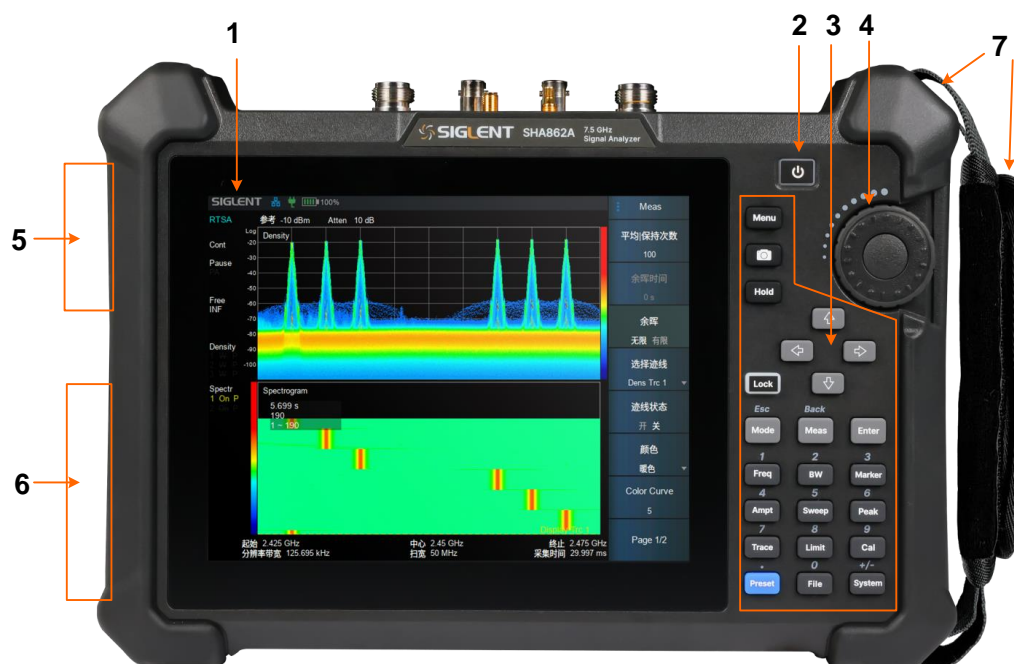 1
2
3
4
7
SIGLENT SHA862A 7.5 GHz
Signal Analyzer
5
6
SIGLENT 100%
RTSA 参考 -10 dBm Atten 10 dB
Log Density
-20
-30
-40
-50
-60
-70
-80
-90
-100
Cont
Pause
Free
INF
Density
Spectr
1 On P
Spectrogram
5.699 s
190
1 ~ 190
起始 2.425 GHz 中心 2.45 GHz 终止 2.475 GHz
分辨率带宽 125.695 kHz 扫宽 50 MHz 采集时间 29.997 ms
Meas
平均|保持次数
100
余晖时间
0 s
余晖
无限 有限
选择迹线
Dens Trc 1
迹线状态
开 关
颜色
暖色
Color Curve
5
Page 1/2
Menu
Hold
Lock
Esc Back
Mode Meas Enter
1 2 3
Freq BW Marker
4 5 6
Ampt Sweep Peak
7 8 9
Trace Limit Cal
. 0 +/-
Preset File System